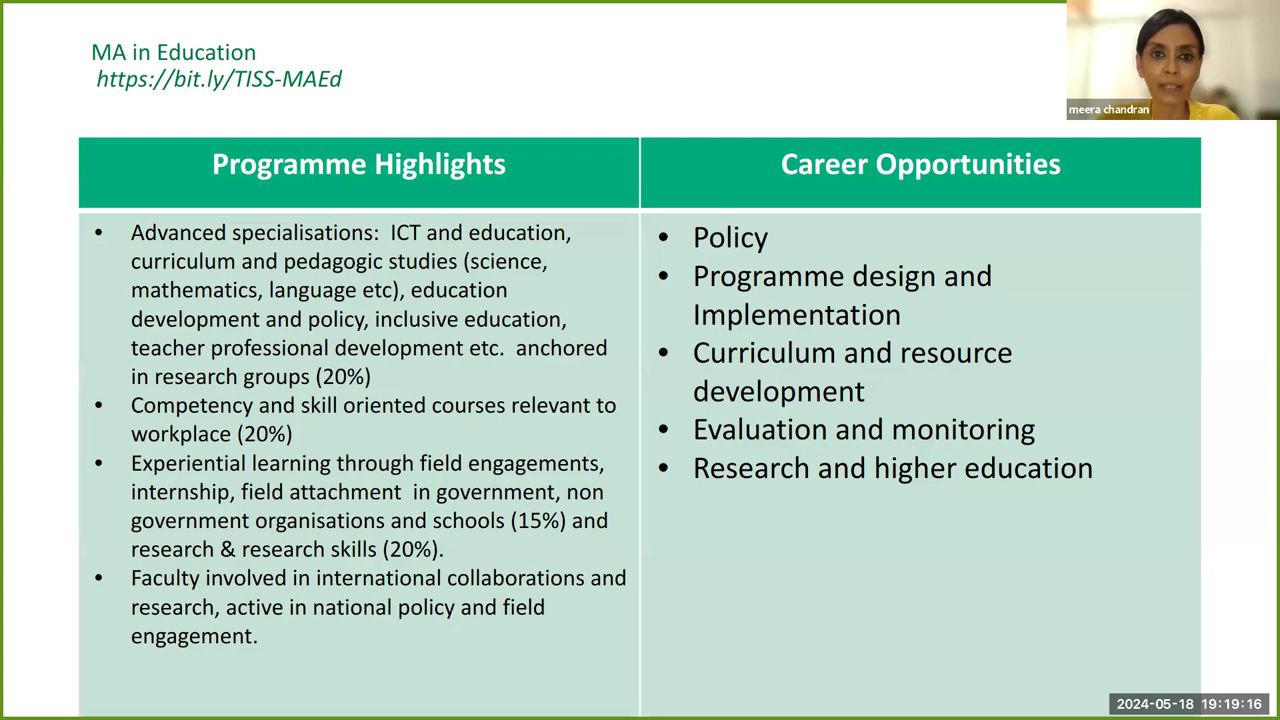 MA in Education
https://bit.ly/TISS-MAEd
meera chandran
Programme Highlights
• Advanced specialisations: ICT and education,
curriculum and pedagogic studies (science,
mathematics, language etc), education
development and policy, inclusive education,
teacher professional development etc. anchored
in research groups (20%)
• Competency and skill oriented courses relevant to
workplace (20%)
• Experiential learning through field engagements,
internship, field attachment in government, non
government organisations and schools (15%) and
research & research skills (20%).
• Faculty involved in international collaborations and
research, active in national policy and field
engagement.
Career Opportunities
• Policy
• Programme design and
Implementation
• Curriculum and resource
development
• Evaluation and monitoring
• Research and higher education
2024-05-18 19:19:16